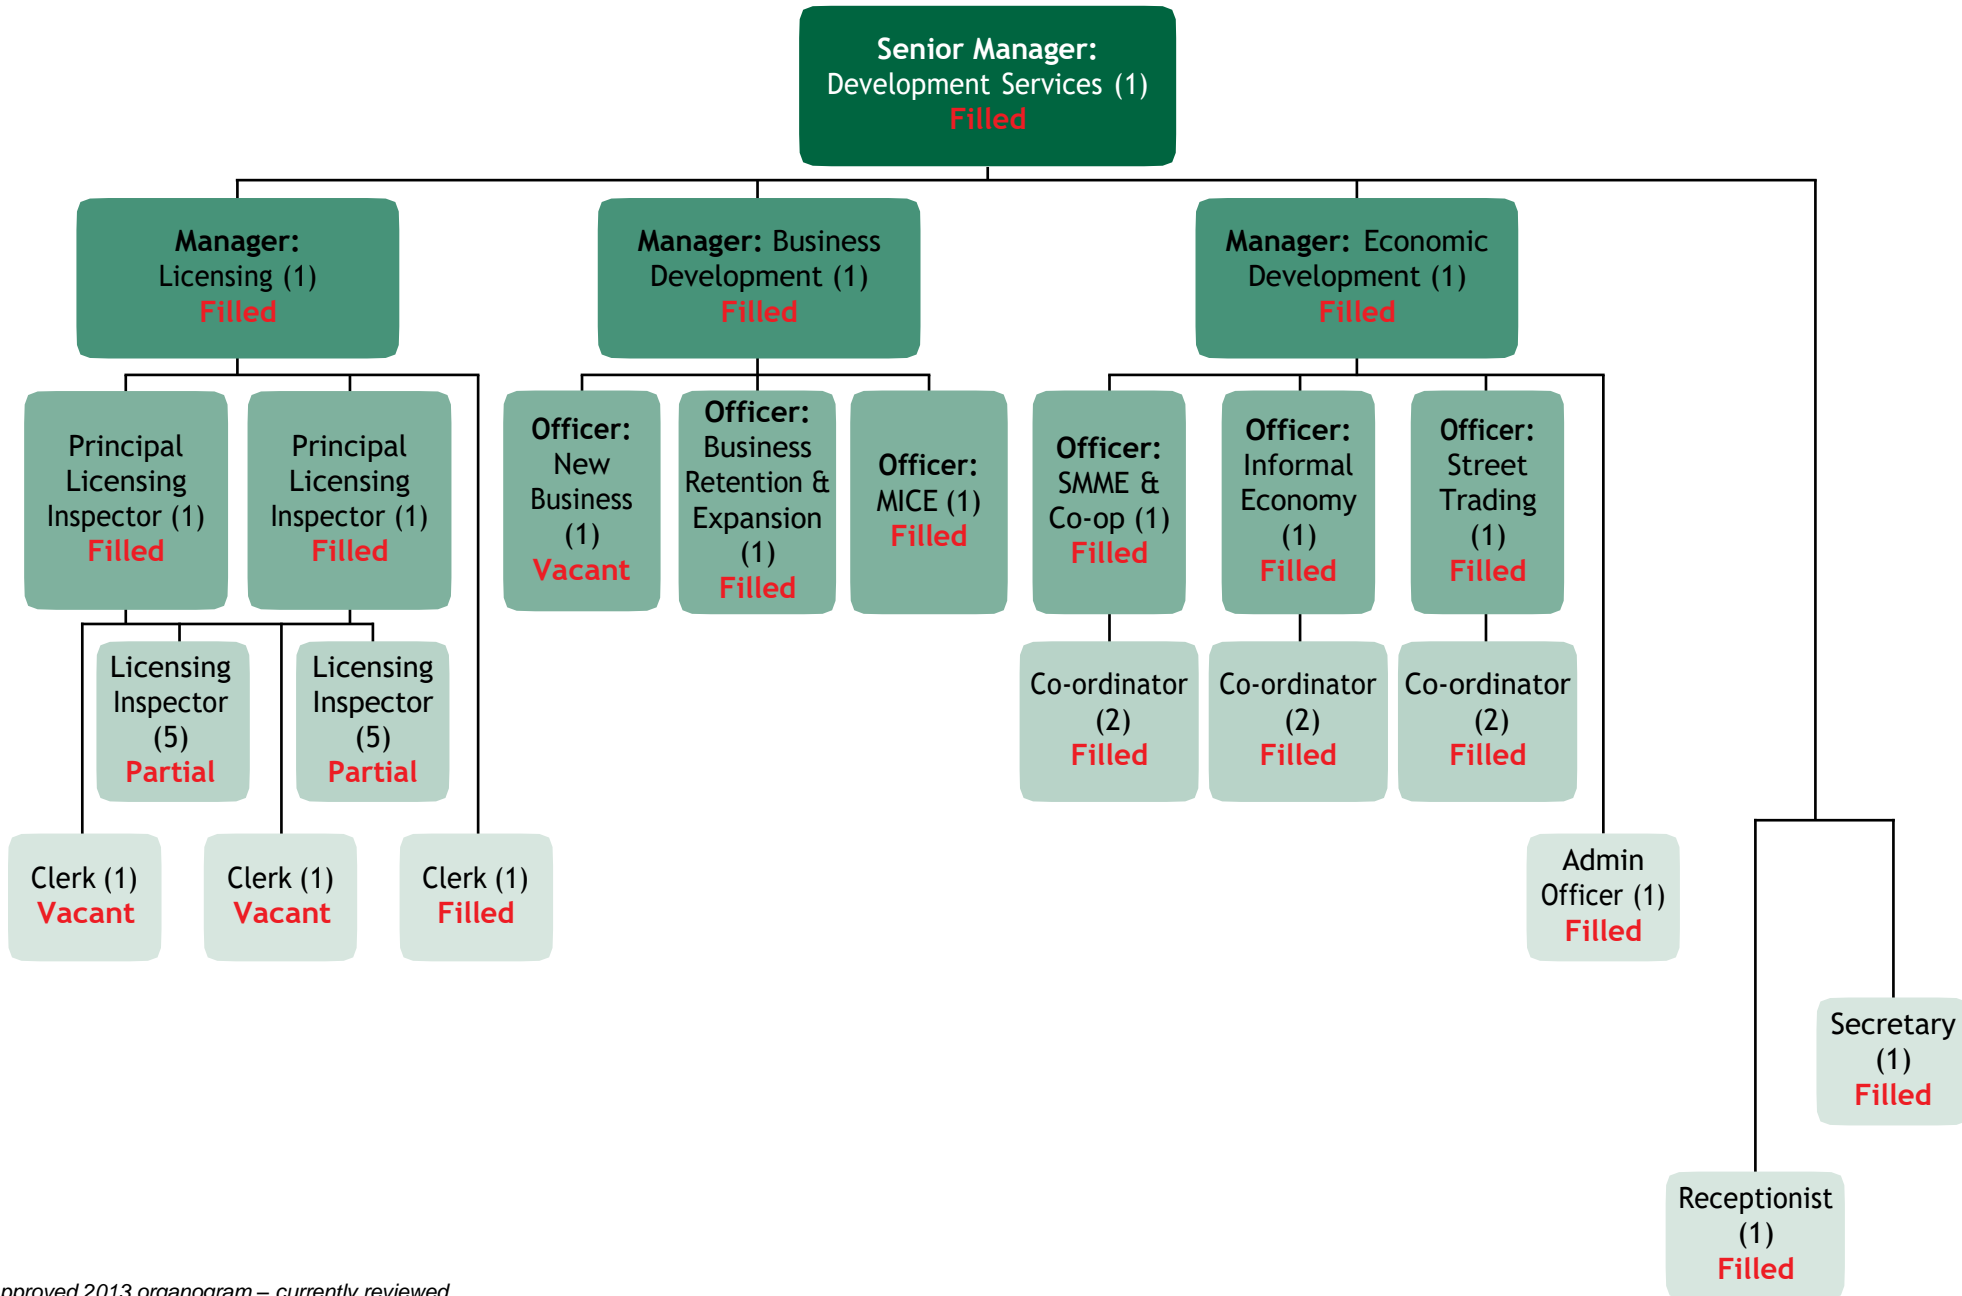 Senior Manager:
Development Services (1)
Filled
Manager:
Licensing (1)
Filled
Manager: Business
Development (1)
Filled
Manager: Economic
Development (1)
Filled
Principal
Licensing
Inspector (1)
Filled
Principal
Licensing
Inspector (1)
Filled
Officer:
New
Business
(1)
Vacant
Officer:
Business
Retention &
Expansion
(1)
Filled
Officer:
MICE (1)
Filled
Officer:
SMME &
Co-op (1)
Filled
Officer:
Informal
Economy
(1)
Filled
Officer:
Street
Trading
(1)
Filled
Licensing
Inspector
(5)
Partial
Licensing
Inspector
(5)
Partial
Co-ordinator
(2)
Filled
Co-ordinator
(2)
Filled
Co-ordinator
(2)
Filled
Clerk (1)
Vacant
Clerk (1)
Vacant
Clerk (1)
Filled
Admin
Officer (1)
Filled
Secretary
(1)
Filled
Receptionist
(1)
Filled
pproved 2013 organogram – currently reviewed